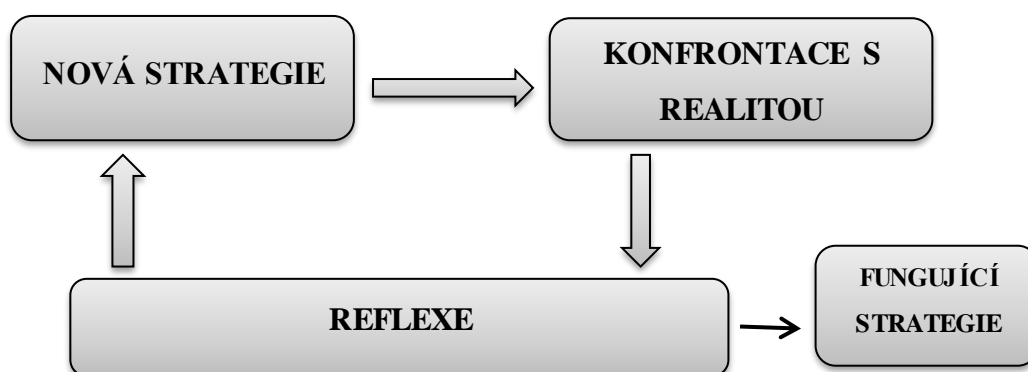 NOVÁ STRATEGIE
KONFRONTACE S
REALITOU
REFLEXE
FUNGUJÍCÍ
STRATEGIE